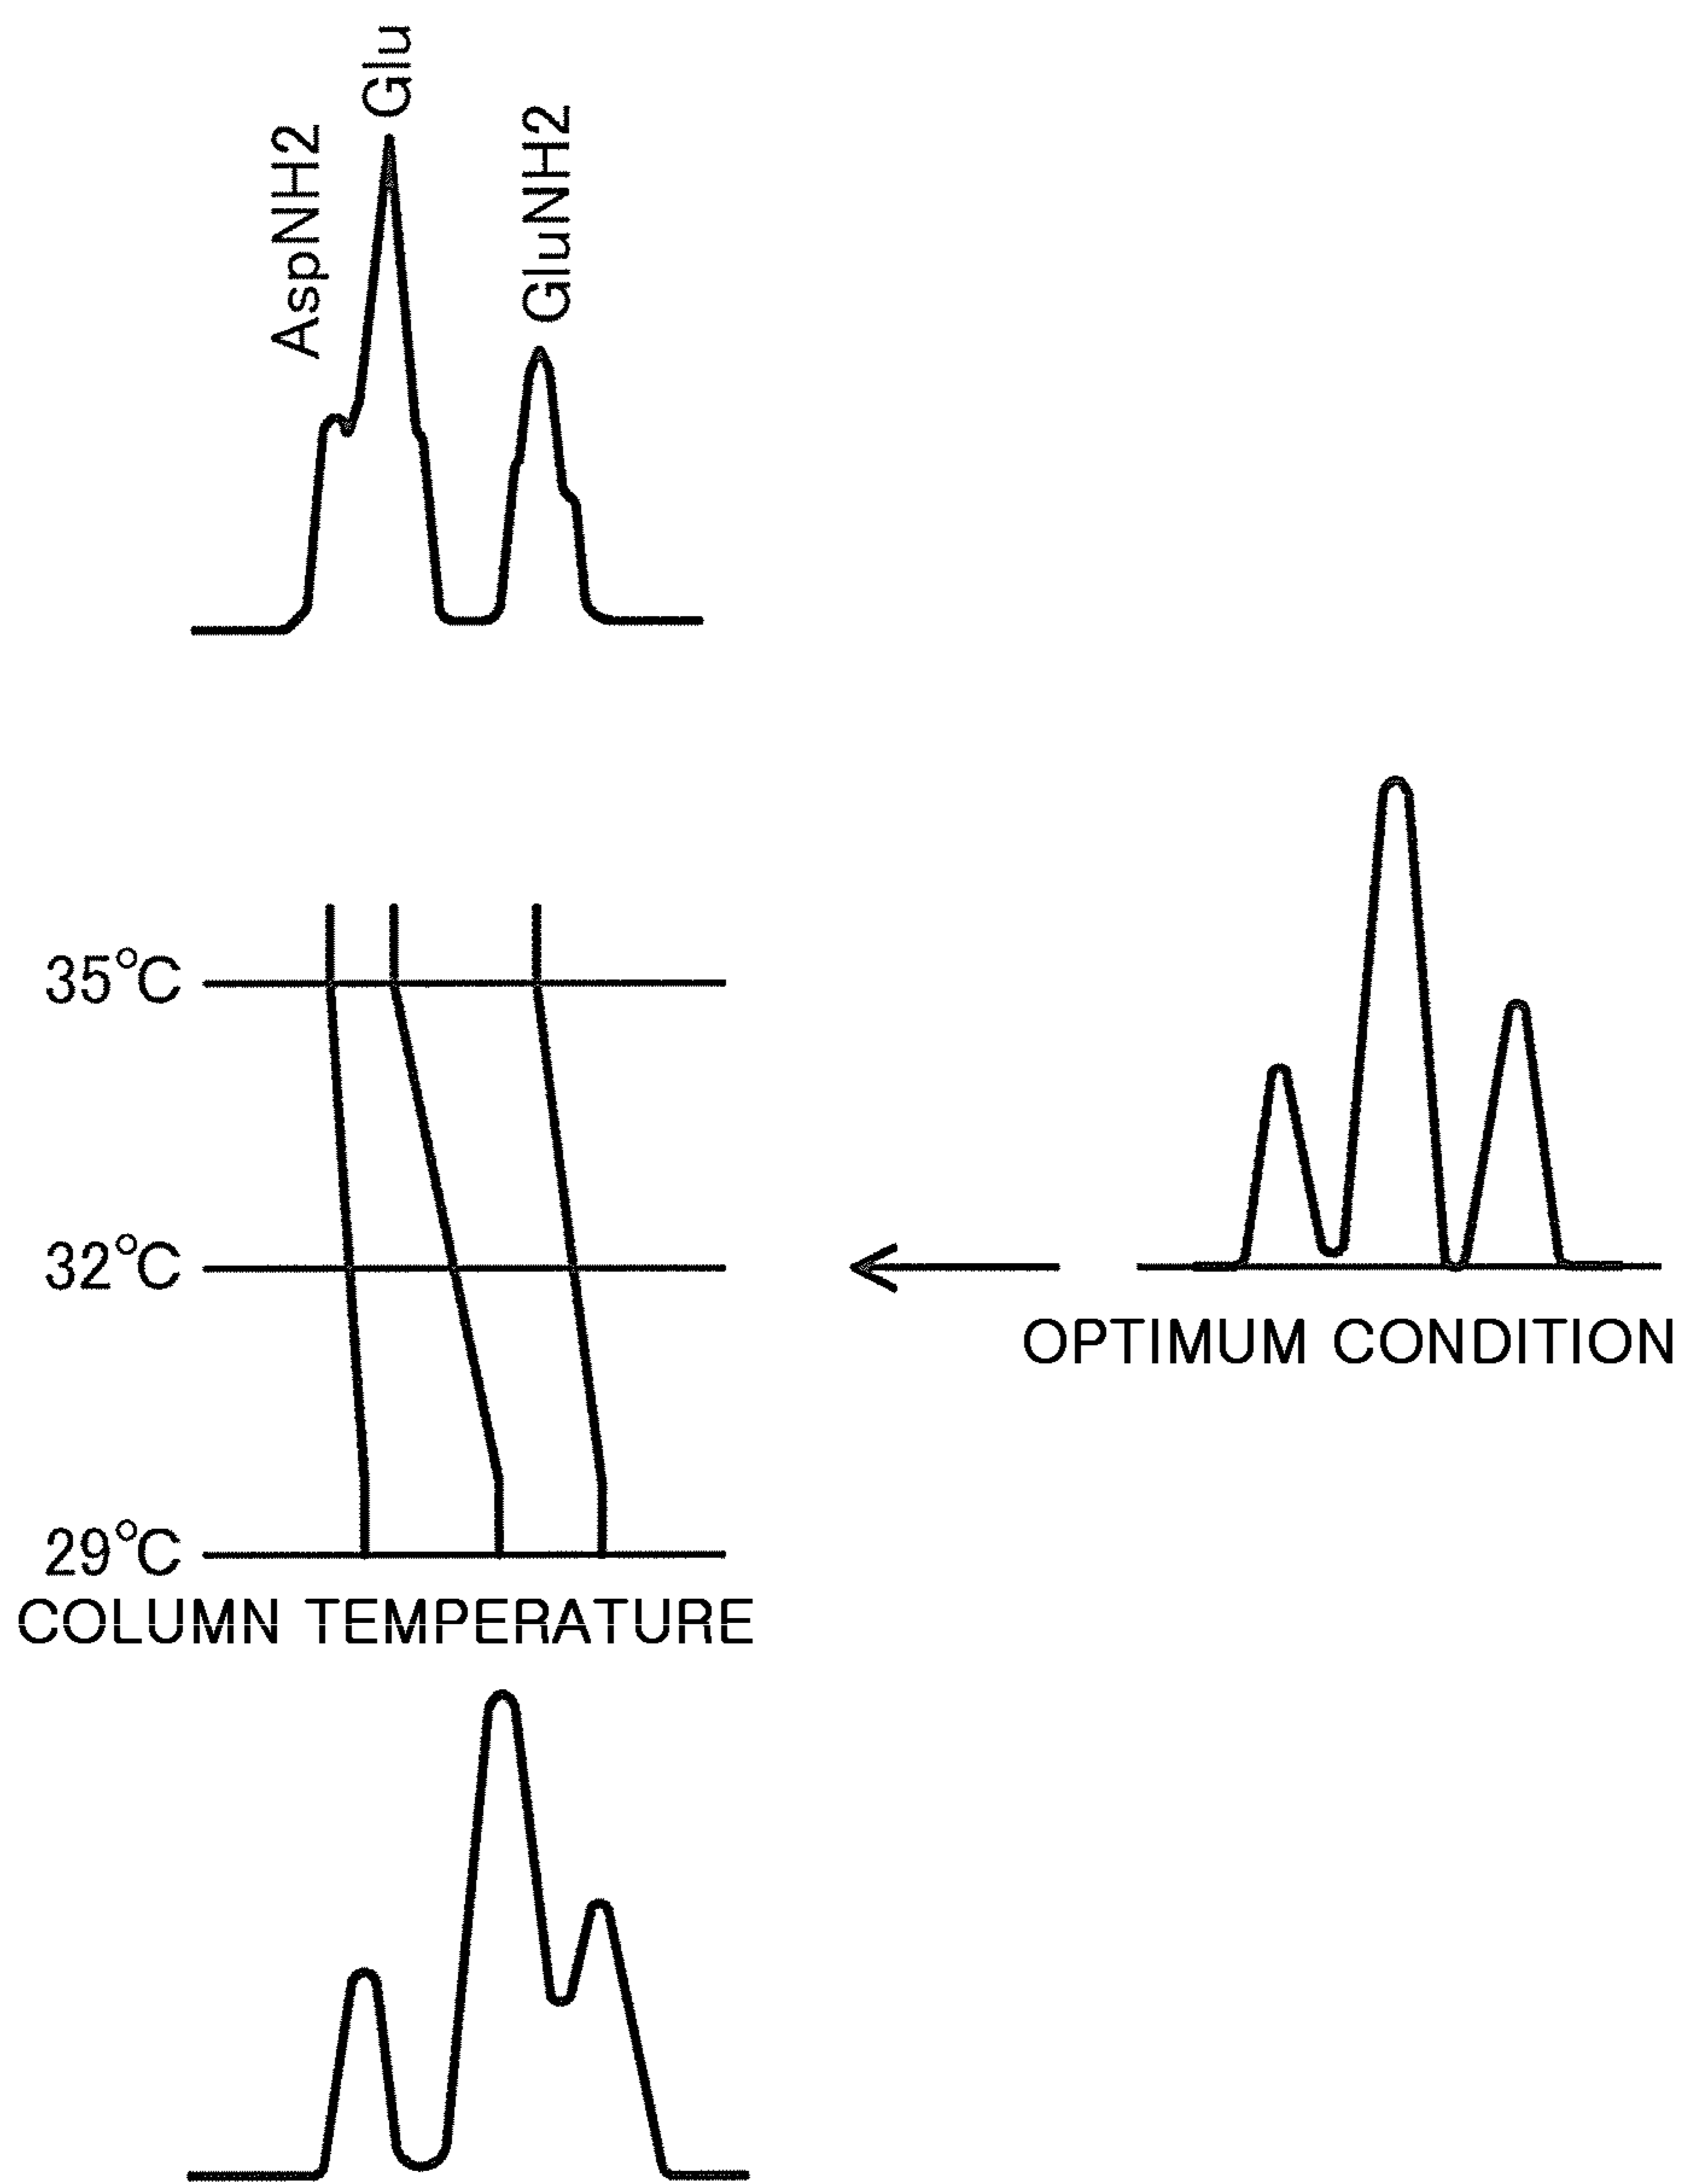 AspNH2
Glu
GluNH2
35°C
32°C
OPTIMUM CONDITION
29°C
COLUMN TEMPERATURE